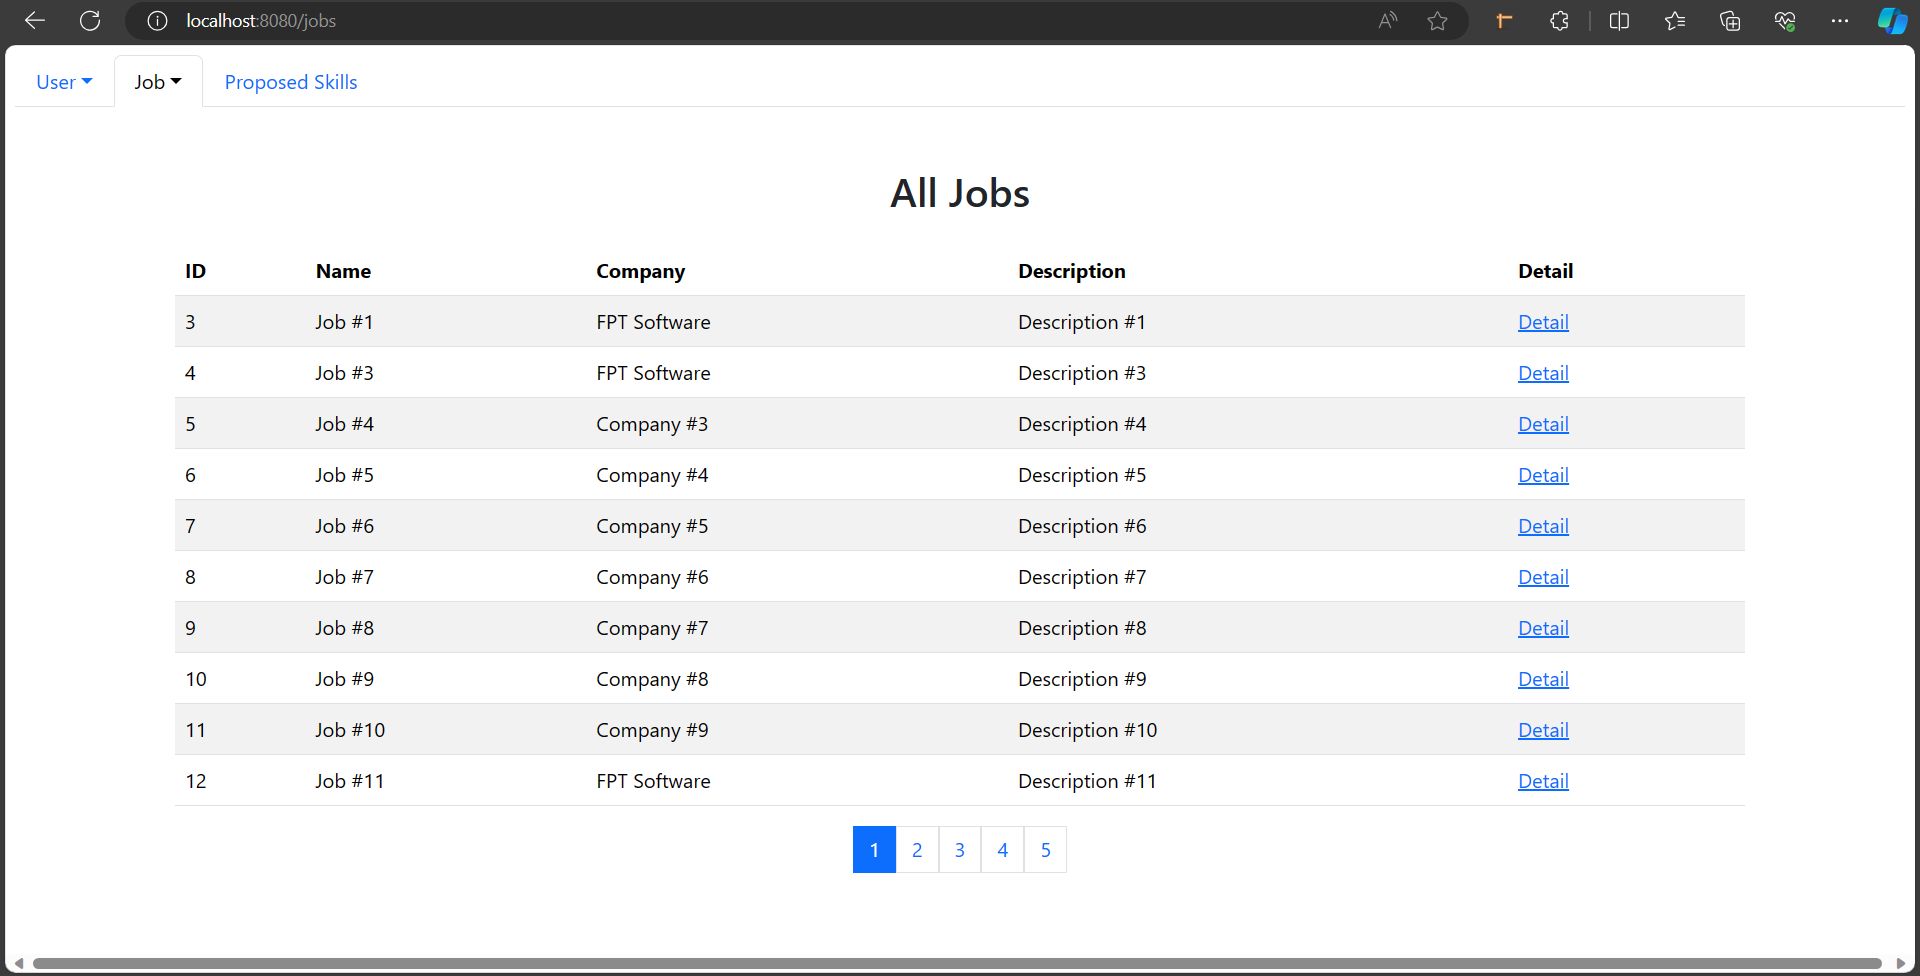 localhost:8080/jobs
User Job Proposed Skills
All Jobs
ID Name Company Description Detail
3 Job #1 FPT Software Description #1 Detail
4 Job #3 FPT Software Description #3 Detail
5 Job #4 Company #3 Description #4 Detail
6 Job #5 Company #4 Description #5 Detail
7 Job #6 Company #5 Description #6 Detail
8 Job #7 Company #6 Description #7 Detail
9 Job #8 Company #7 Description #8 Detail
10 Job #9 Company #8 Description #9 Detail
11 Job #10 Company #9 Description #10 Detail
12 Job #11 FPT Software Description #11 Detail
1 2 3 4 5